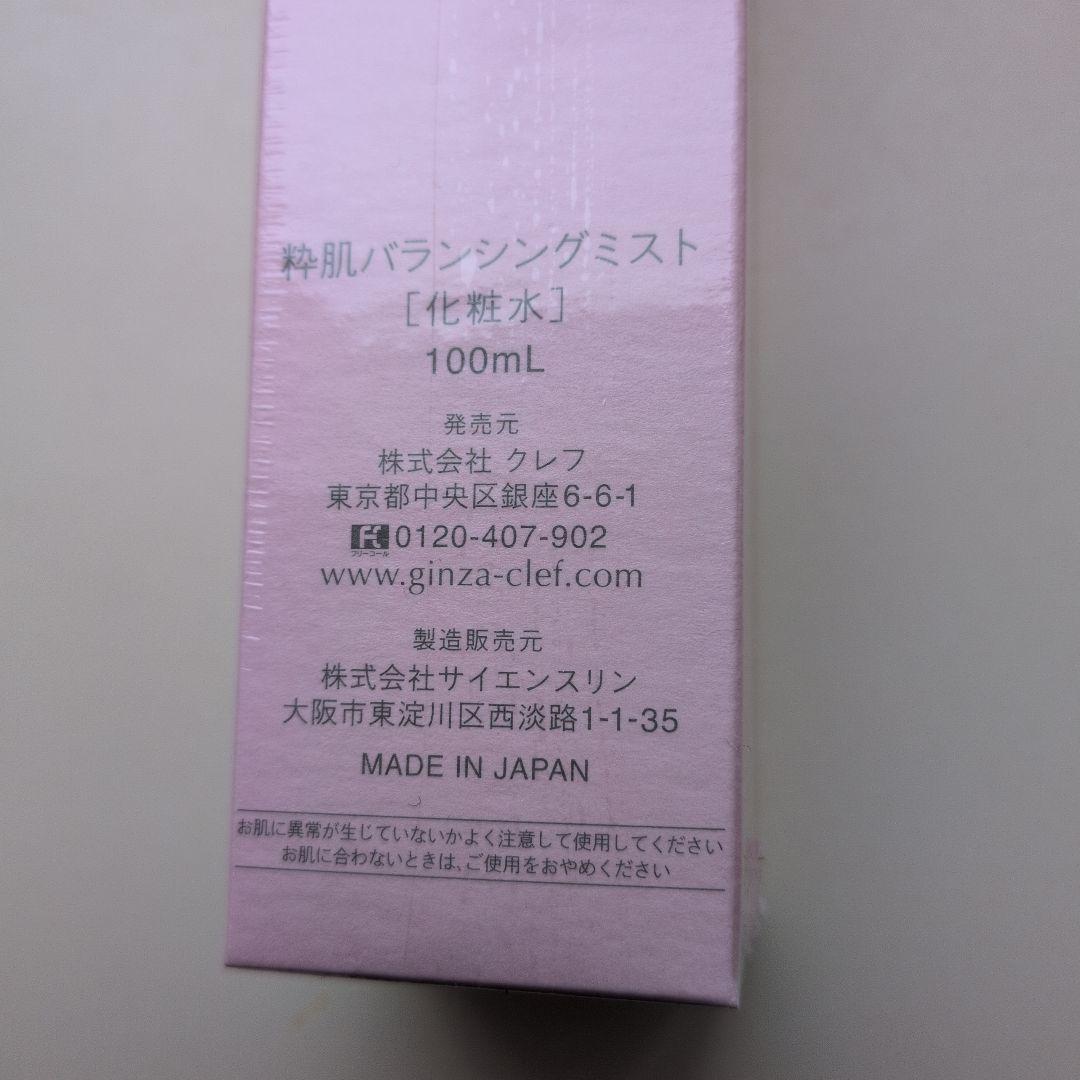 粋肌バランシングミスト
［化粧水］
100mL
発売元
株式会社 クレフ
東京都中央区銀座6-6-1
フリーコール 0120-407-902
www.ginza-clef.com
製造販売元
株式会社サイエンスリン
大阪市東淀川区西淡路1-1-35
MADE IN JAPAN
お肌に異常が生じていないかよく注意して使用してください
お肌に合わないときは、ご使用をおやめください